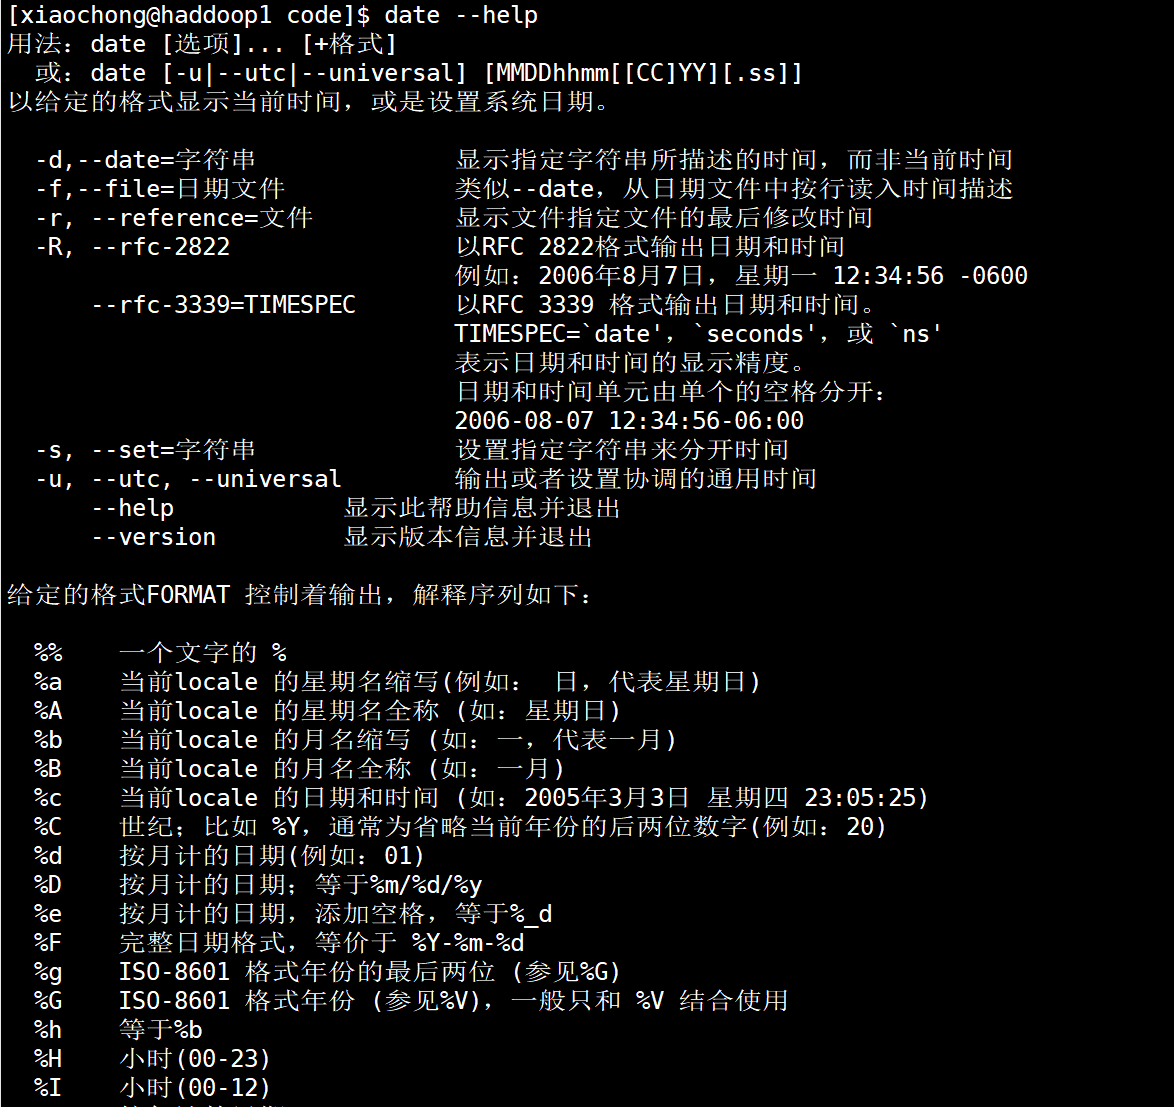 [xiaochong@haddoop1 code]$ date --help
用法：date [选项]... [+格式]
或：date [-u|--utc|--universal] [MMDDhhmm[[CC]YY][.ss]]
以给定的格式显示当前时间，或是设置系统日期。
-d,--date=字符串 显示指定字符串所描述的时间，而非当前时间
-f,--file=日期文件 类似--date，从日期文件中按行读入时间描述
-r, --reference=文件 显示文件指定文件的最后修改时间
-R, --rfc-2822 以RFC 2822格式输出日期和时间
例如：2006年8月7日，星期一 12:34:56 -0600
--rfc-3339=TIMESPEC 以RFC 3339 格式输出日期和时间。
TIMESPEC=`date'，`seconds'，或 `ns'
表示日期和时间的显示精度。
日期和时间单元由单个的空格分开：
2006-08-07 12:34:56-06:00
-s, --set=字符串 设置指定字符串来分开时间
-u, --utc, --universal 输出或者设置协调的通用时间
--help 显示此帮助信息并退出
--version 显示版本信息并退出
给定的格式FORMAT 控制着输出，解释序列如下：
%% 一个文字的 %
%a 当前locale 的星期名缩写(例如： 日，代表星期日)
%A 当前locale 的星期名全称 (如：星期日)
%b 当前locale 的月名缩写 (如：一，代表一月)
%B 当前locale 的月名全称 (如：一月)
%c 当前locale 的日期和时间 (如：2005年3月3日 星期四 23:05:25)
%C 世纪；比如 %Y，通常为省略当前年份的后两位数字(例如：20)
%d 按月计的日期(例如：01)
%D 按月计的日期；等于%m/%d/%y
%e 按月计的日期，添加空格，等于%_d
%F 完整日期格式，等价于 %Y-%m-%d
%g ISO-8601 格式年份的最后两位 (参见%G)
%G ISO-8601 格式年份 (参见%V)，一般只和 %V 结合使用
%h 等于%b
%H 小时(00-23)
%I 小时(00-12)